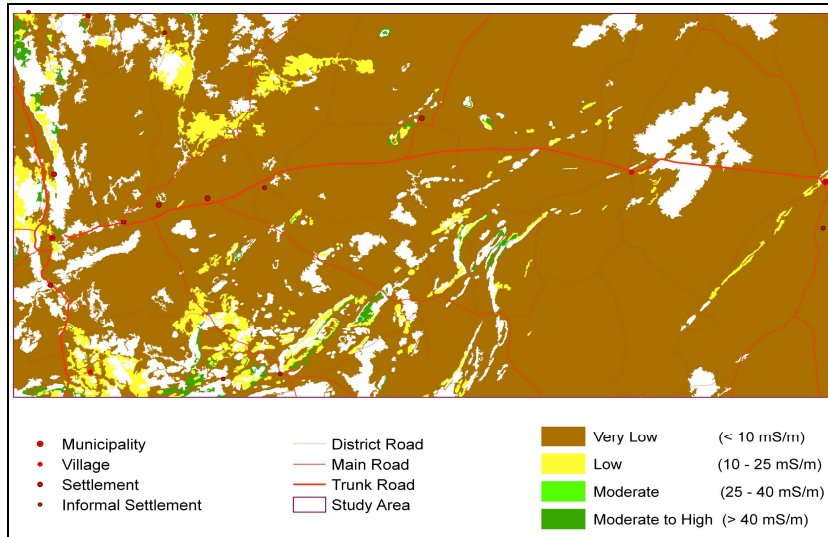 Municipality
Village
Settlement
Informal Settlement
District Road
Main Road
Trunk Road
Study Area
Very Low (< 10 mS/m)
Low (10 - 25 mS/m)
Moderate (25 - 40 mS/m)
Moderate to High (> 40 mS/m)